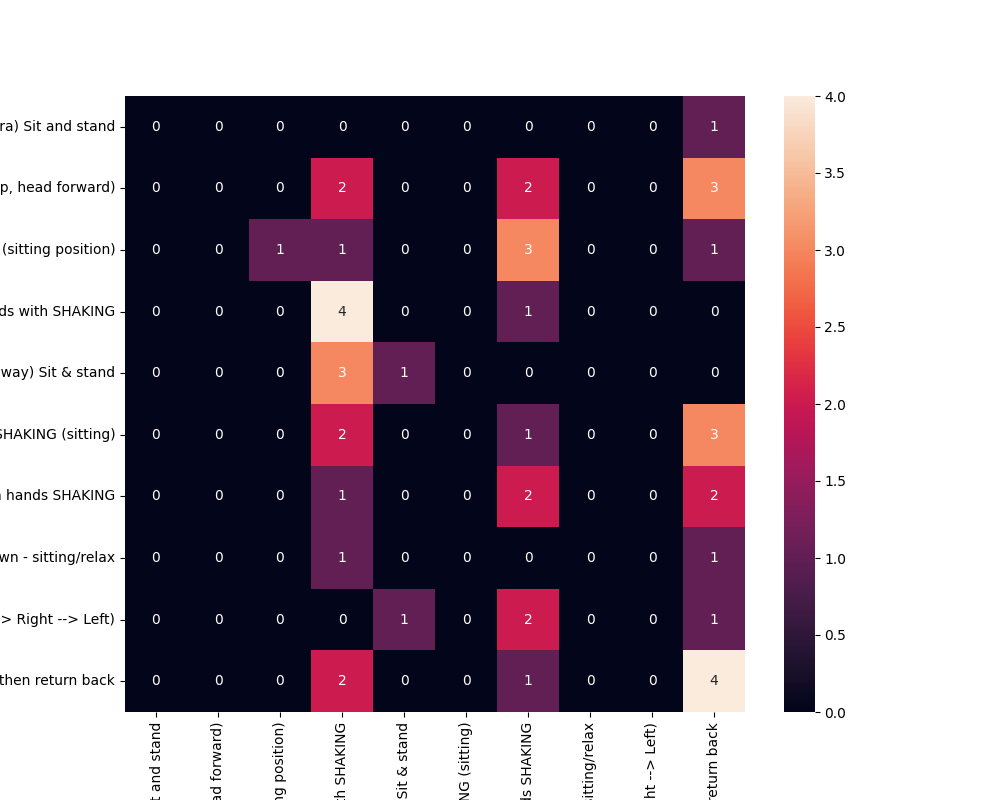 ra) Sit and stand 0 0 0 0 0 0 0 0 0 1
p, head forward) 0 0 0 2 0 0 2 0 0 3
(sitting position) 0 0 1 1 0 0 3 0 0 1
ds with SHAKING 0 0 0 4 0 0 1 0 0 0
way) Sit & stand 0 0 0 3 1 0 0 0 0 0
SHAKING (sitting) 0 0 0 2 0 0 1 0 0 3
hands SHAKING 0 0 0 1 0 0 2 0 0 2
wn - sitting/relax 0 0 0 1 0 0 0 0 0 1
> Right --> Left) 0 0 0 0 1 0 2 0 0 1
then return back 0 0 0 2 0 0 1 0 0 4
t and stand
ad forward)
ng position)
th SHAKING
Sit & stand
NG (sitting)
ds SHAKING
sitting/relax
ht --> Left)
return back
4.0
3.5
3.0
2.5
2.0
1.5
1.0
0.5
0.0